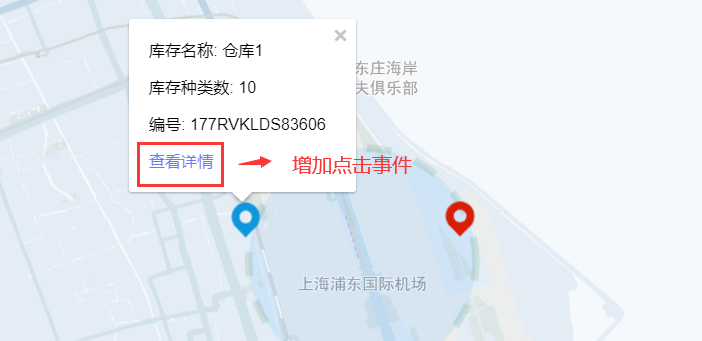 库存名称: 仓库1
库存种类数: 10
编号: 177RVKLDS83606
查看详情
增加点击事件
东庄海岸
夫俱乐部
上海浦东国际机场